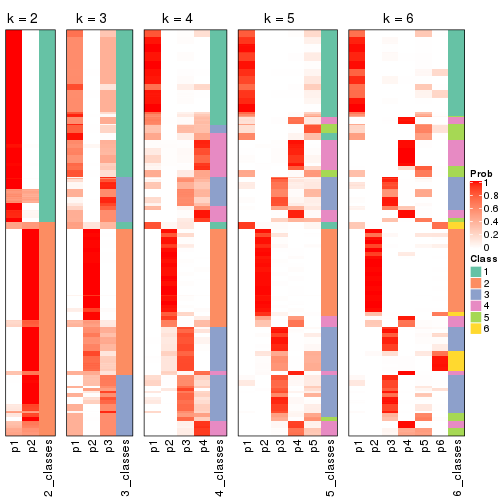 k = 2
k = 3
k = 4
k = 5
k = 6
p1
p2
2_classes
p1
p2
p3
3_classes
p1
p2
p3
p4
4_classes
p1
p2
p3
p4
p5
5_classes
p1
p2
p3
p4
p5
p6
6_classes
Prob
1
0.8
0.6
0.4
0.2
0
Class
1
2
3
4
5
6